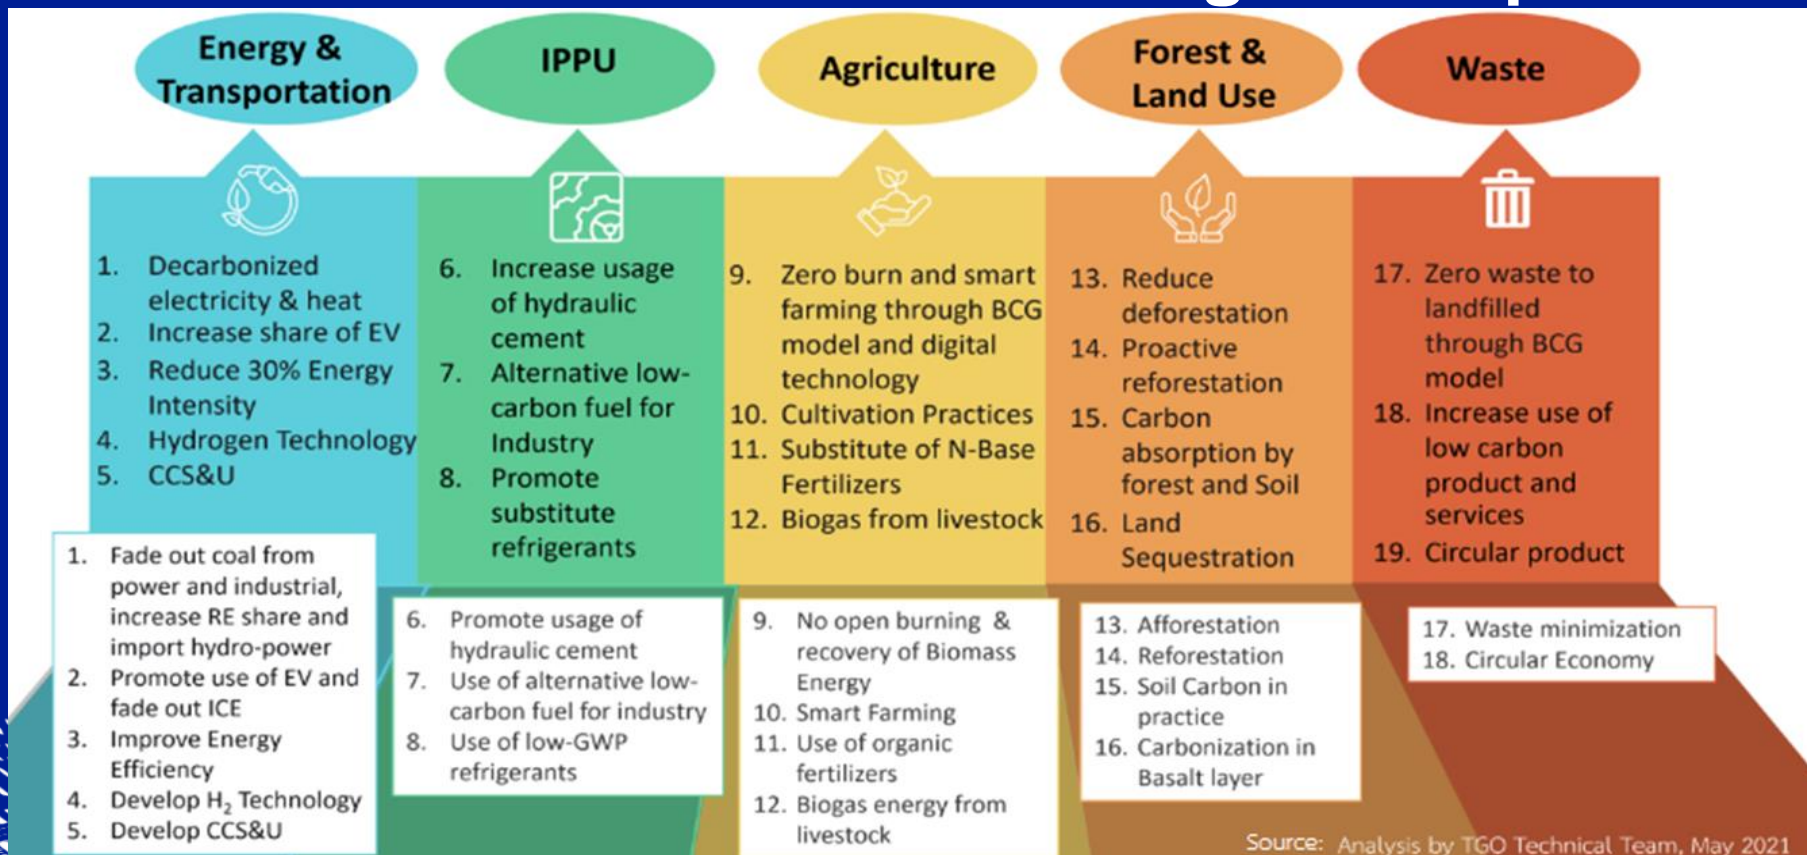 Energy &
Transportation
IPPU
Agriculture
Forest &
Land Use
Waste
1. Decarbonized
electricity & heat
2. Increase share of EV
3. Reduce 30% Energy
Intensity
4. Hydrogen Technology
5. CCS&U
6. Increase usage
of hydraulic
cement
7. Alternative low-
carbon fuel for
Industry
8. Promote
substitute
refrigerants
9. Zero burn and smart
farming through BCG
model and digital
technology
10. Cultivation Practices
11. Substitute of N-Base
Fertilizers
12. Biogas from livestock
13. Reduce
deforestation
14. Proactive
reforestation
15. Carbon
absorption by
forest and Soil
16. Land
Sequestration
17. Zero waste to
landfilled
through BCG
model
18. Increase use of
low carbon
product and
services
19. Circular product
1. Fade out coal from
power and industrial,
increase RE share and
import hydro-power
2. Promote use of EV and
fade out ICE
3. Improve Energy
Efficiency
4. Develop H₂ Technology
5. Develop CCS&U
6. Promote usage of
hydraulic cement
7. Use of alternative low-
carbon fuel for industry
8. Use of low-GWP
refrigerants
9. No open burning &
recovery of Biomass
Energy
10. Smart Farming
11. Use of organic
fertilizers
12. Biogas energy from
livestock
13. Afforestation
14. Reforestation
15. Soil Carbon in
practice
16. Carbonization in
Basalt layer
17. Waste minimization
18. Circular Economy
Source: Analysis by TGO Technical Team, May 2021